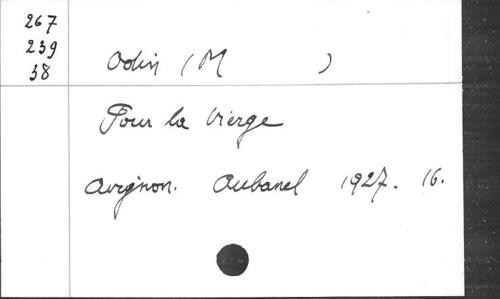 267
239
38
Odin (M )
Pour la Vierge
Avignon. Aubanel 1927. 16.